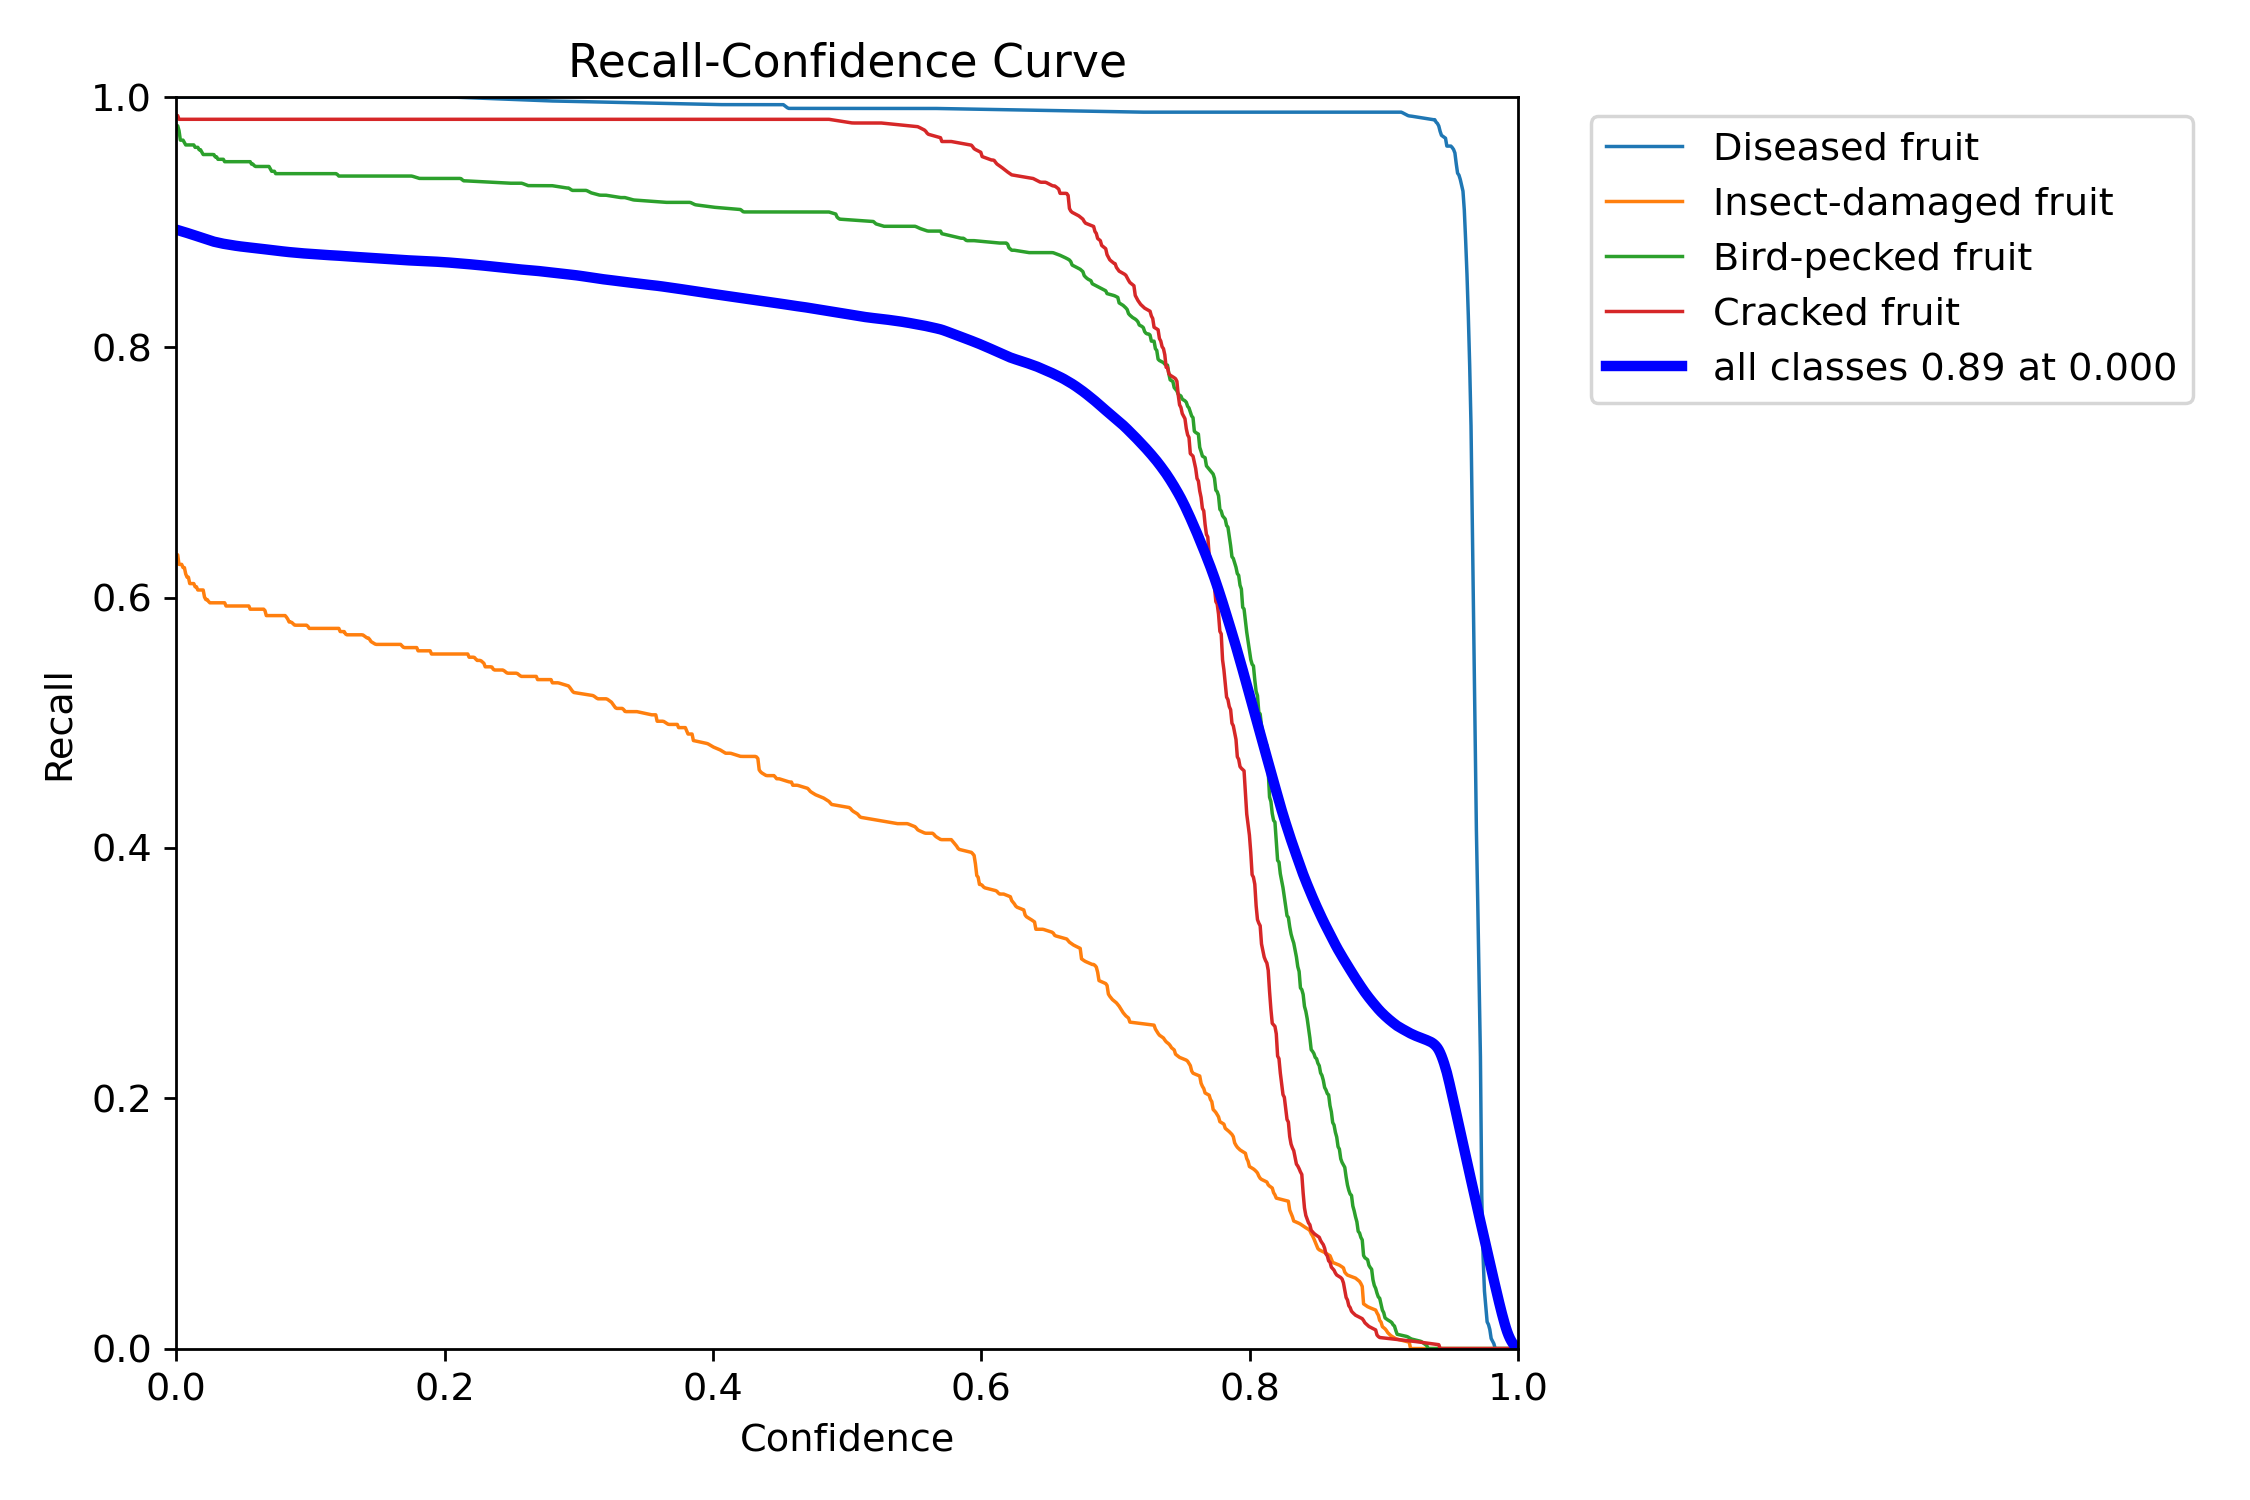 Recall-Confidence Curve
1.0
0.8
0.6
0.4
0.2
0.0
Recall
0.0 0.2 0.4 0.6 0.8 1.0
Confidence
Diseased fruit
Insect-damaged fruit
Bird-pecked fruit
Cracked fruit
all classes 0.89 at 0.000